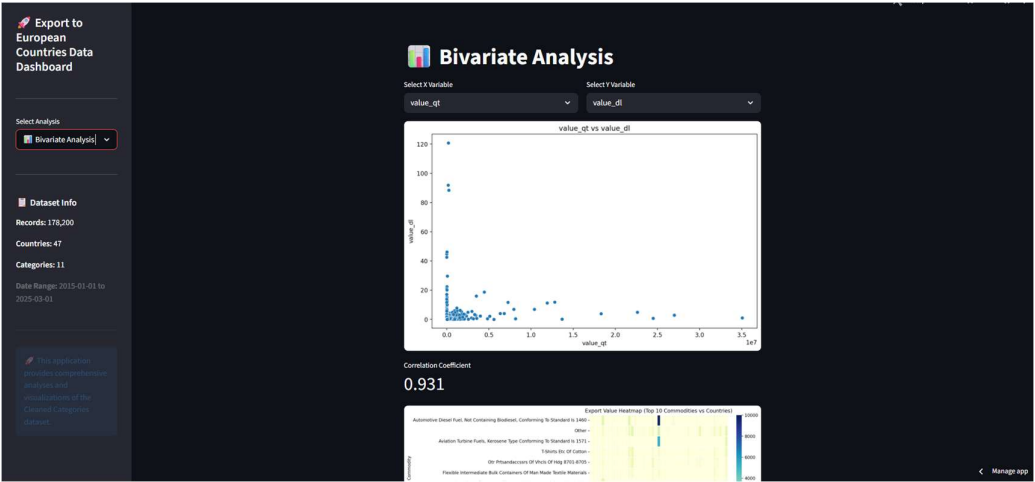 🚀 Export to
European
Countries Data
Dashboard
Select Analysis
📊 Bivariate Analysis
📋 Dataset Info
Records: 178,200
Countries: 47
Categories: 11
Date Range: 2015-01-01 to
2025-03-01
🚀 This application
provides comprehensive
analysis and
visualizations of the
dataset.
📊 Bivariate Analysis
Select X Variable
Select Y Variable
value_qt
value_dl
value_qt vs value_dl
120
100
80
60
40
20
0
value_dl
0.0 0.5 1.0 1.5 2.0 2.5 3.0 3.5
1e7
value_qt
Correlation Coefficient
0.931
Export Value Heatmap (Top 10 Commodities vs Countries)
Automotive Diesel Fuel, Not Containing Biodiesel, Conforming To Standard Is 1460
Other
Aviation Turbine Fuels, Kerosene Type Conforming To Standard Is 1571
T-Shirts Etc Of Cotton
Otr Prts
Of Vhcls Of Hdg 8701-8705
Flexible Intermediate Bulk Containers Of Man Made Textile Materials
Commodity
10000
8000
6000
4000
Manage app